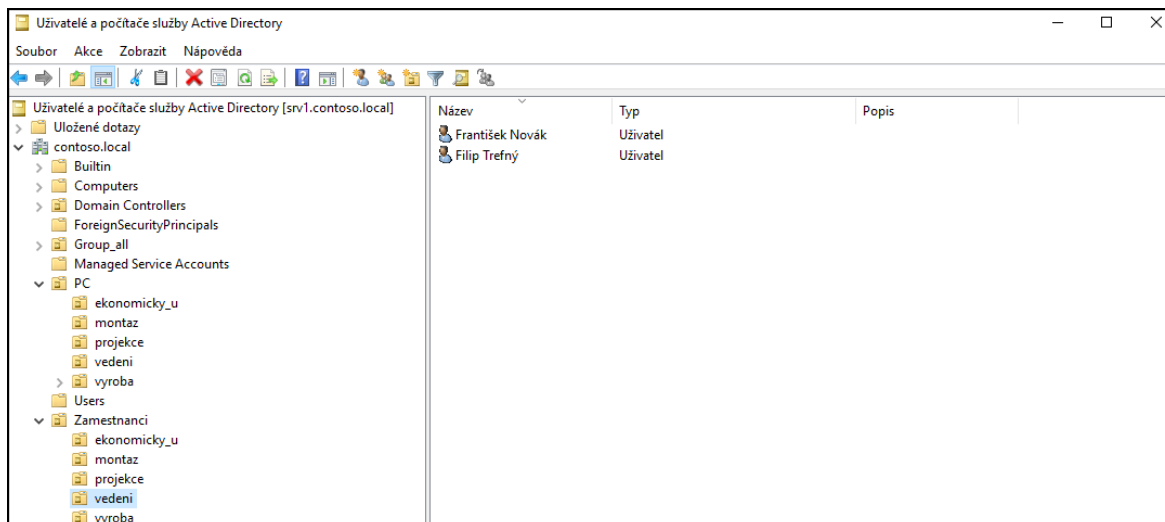 Uživatelé a počítače služby Active Directory
Soubor Akce Zobrazit Nápověda
Uživatelé a počítače služby Active Directory [srv1.contoso.local]
Uložené dotazy
contoso.local
Builtin
Computers
Domain Controllers
ForeignSecurityPrincipals
Group_all
Managed Service Accounts
PC
ekonomicky_u
montaz
projekce
vedeni
vyroba
Users
Zamestnanci
ekonomicky_u
montaz
projekce
vedeni
vyroba
Název Typ Popis
František Novák Uživatel
Filip Trefný Uživatel